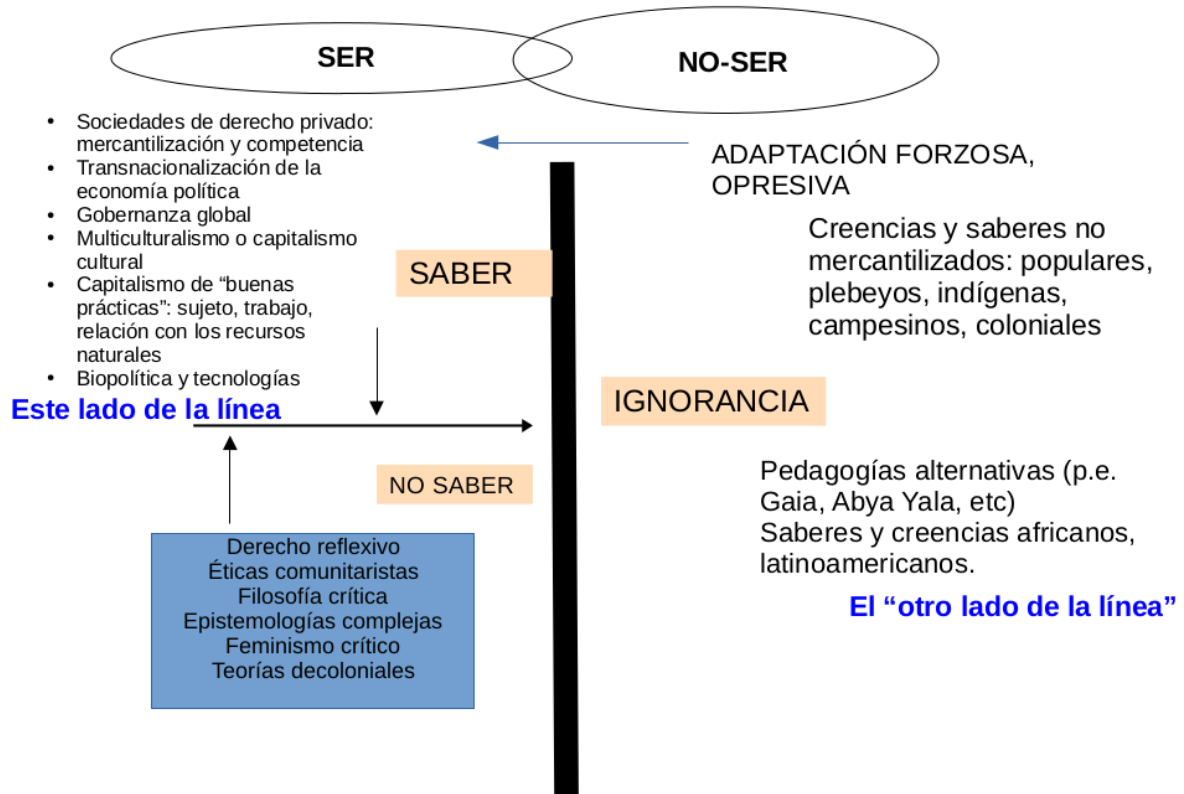 SER
NO-SER
• Sociedades de derecho privado:
mercantilización y competencia
• Transnacionalización de la
economía política
• Gobernanza global
• Multiculturalismo o capitalismo
cultural
• Capitalismo de “buenas
prácticas”: sujeto, trabajo,
relación con los recursos
naturales
• Biopolítica y tecnologías
Este lado de la línea
SABER
NO SABER
Derecho reflexivo
Éticas comunitaristas
Filosofía crítica
Epistemologías complejas
Feminismo crítico
Teorías decoloniales
ADAPTACIÓN FORZOSA,
OPRESIVA
Creencias y saberes no
mercantilizados: populares,
plebeyos, indígenas,
campesinos, coloniales
IGNORANCIA
Pedagogías alternativas (p.e.
Gaia, Abya Yala, etc)
Saberes y creencias africanos,
latinoamericanos.
El “otro lado de la línea”